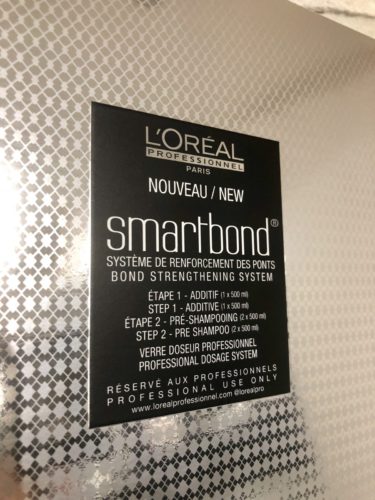 L'ORÉAL
PROFESSIONNEL
PARIS
NOUVEAU / NEW
smartbond®
SYSTÈME DE RENFORCEMENT DES PONTS
BOND STRENGTHENING SYSTEM
ÉTAPE 1 - ADDITIF (1 x 500 ml)
STEP 1 - ADDITIVE (1 x 500 ml)
ÉTAPE 2 - PRÉ-SHAMPOOING (2 x 500 ml)
STEP 2 - PRE SHAMPOO (2 x 500 ml)
VERRE DOSEUR PROFESSIONNEL
PROFESSIONAL DOSAGE SYSTEM
RÉSERVÉ AUX PROFESSIONNELS
PROFESSIONAL USE ONLY
www.lorealprofessionnel.com @lorealpro